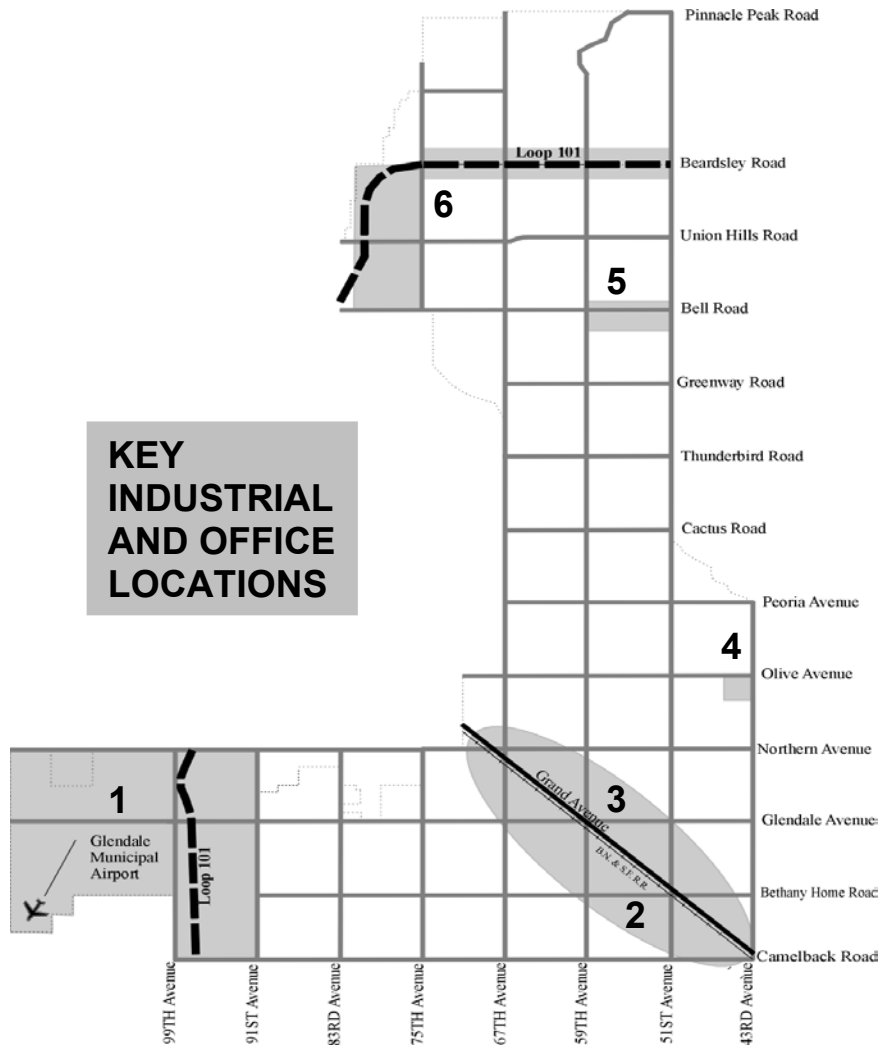 Pinnacle Peak Road
Loop 101
Beardsley Road
6
Union Hills Road
5
Bell Road
Greenway Road
KEY
INDUSTRIAL
AND OFFICE
LOCATIONS
Thunderbird Road
Cactus Road
Peoria Avenue
4
Olive Avenue
Northern Avenue
1
3
Grand Avenue
Glendale Avenue
Glendale
Municipal
Airport
Loop 101
B.N. & S.F. R.R.
Bethany Home Road
2
Camelback Road
99TH Avenue
91ST Avenue
83RD Avenue
75TH Avenue
67TH Avenue
59TH Avenue
51ST Avenue
43RD Avenue